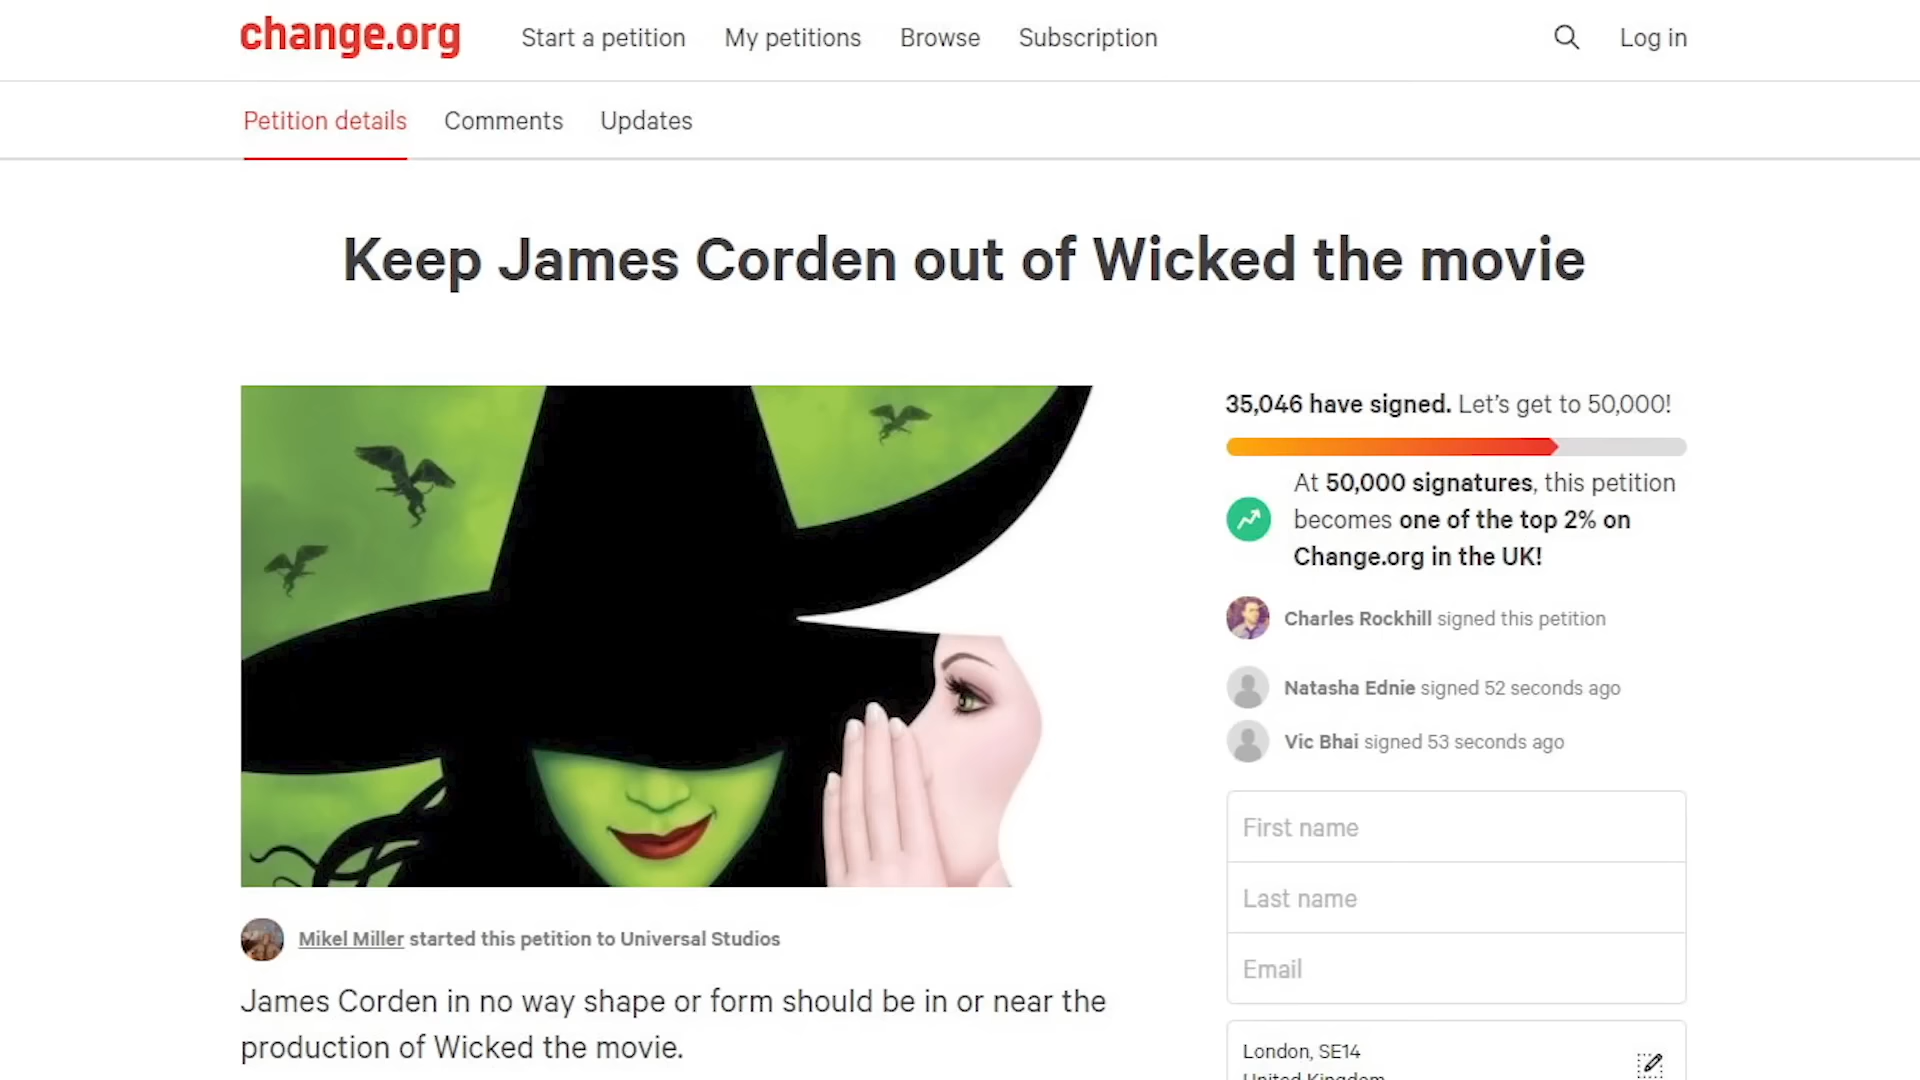 change.org Start a petition My petitions Browse Subscription Log in
Petition details Comments Updates
Keep James Corden out of Wicked the movie
35,046 have signed. Let's get to 50,000!
At 50,000 signatures, this petition
becomes one of the top 2% on
Change.org in the UK!
Charles Rockhill signed this petition
Natasha Ednie signed 52 seconds ago
Vic Bhai signed 53 seconds ago
First name
Last name
Email
London, SE14
United Kingdom
Mikel Miller started this petition to Universal Studios
James Corden in no way shape or form should be in or near the
production of Wicked the movie.